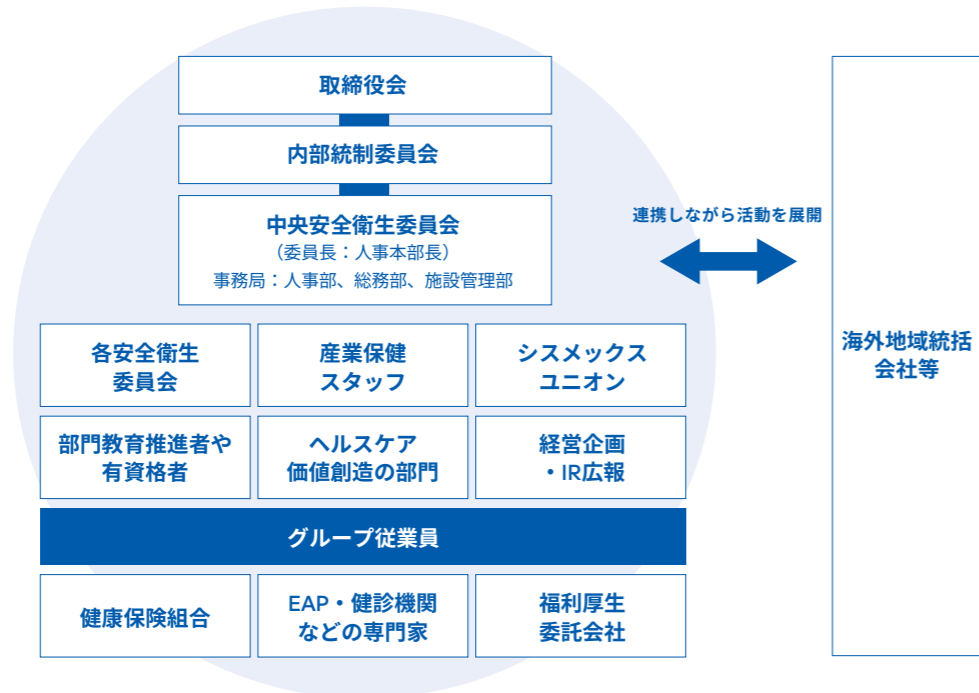 取締役会
内部統制委員会
中央安全衛生委員会
（委員長：人事本部長）
事務局：人事部、総務部、施設管理部
連携しながら活動を展開
海外地域統括
会社等
各安全衛生
委員会
産業保健
スタッフ
シスメックス
ユニオン
部門教育推進者や
有資格者
ヘルスケア
価値創造の部門
経営企画
・IR広報
グループ従業員
健康保険組合
EAP・健診機関
などの専門家
福利厚生
委託会社